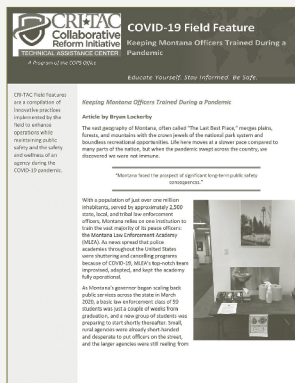 CRI★TAC
Collaborative
Reform Initiative
TECHNICAL ASSISTANCE CENTER
A Program of the COPS Office
COVID-19 Field Feature
Keeping Montana Officers Trained During a
Pandemic
Educate Yourself. Stay Informed. Be Safe.
CRI-TAC Field Features
are a compilation of
innovative practices
implemented by the
field to enhance
operations while
maintaining public
safety and the safety
and wellness of an
agency during the
COVID-19 pandemic.
Keeping Montana Officers Trained During a Pandemic
Article by Bryan Lockerby
The vast geography of Montana, often called "The Last Best Place," merges plains,
forests, and mountains with the crown jewels of the national park system and
boundless recreational opportunities. Life here moves at a slower pace compared to
many parts of the nation, but when the pandemic swept across the country, we
discovered we were not immune.
"Montana faced the prospect of significant long-term public safety
consequences."
With a population of just over one million
inhabitants, served by approximately 2,500
state, local, and tribal law enforcement
officers, Montana relies on one institution to
train the vast majority of its peace officers:
the Montana Law Enforcement Academy
(MLEA). As news spread that police
academies throughout the United States
were shuttering and cancelling programs
because of COVID-19, MLEA's top-notch team
improvised, adapted, and kept the academy
fully operational.
As Montana's governor began scaling back
public services across the state in March
2020, a basic law enforcement class of 59
students was just a couple of weeks from
graduation, and a new group of students was
preparing to start shortly thereafter. Small,
rural agencies were already short-handed
and desperate to put officers on the street,
and the larger agencies were still reeling from